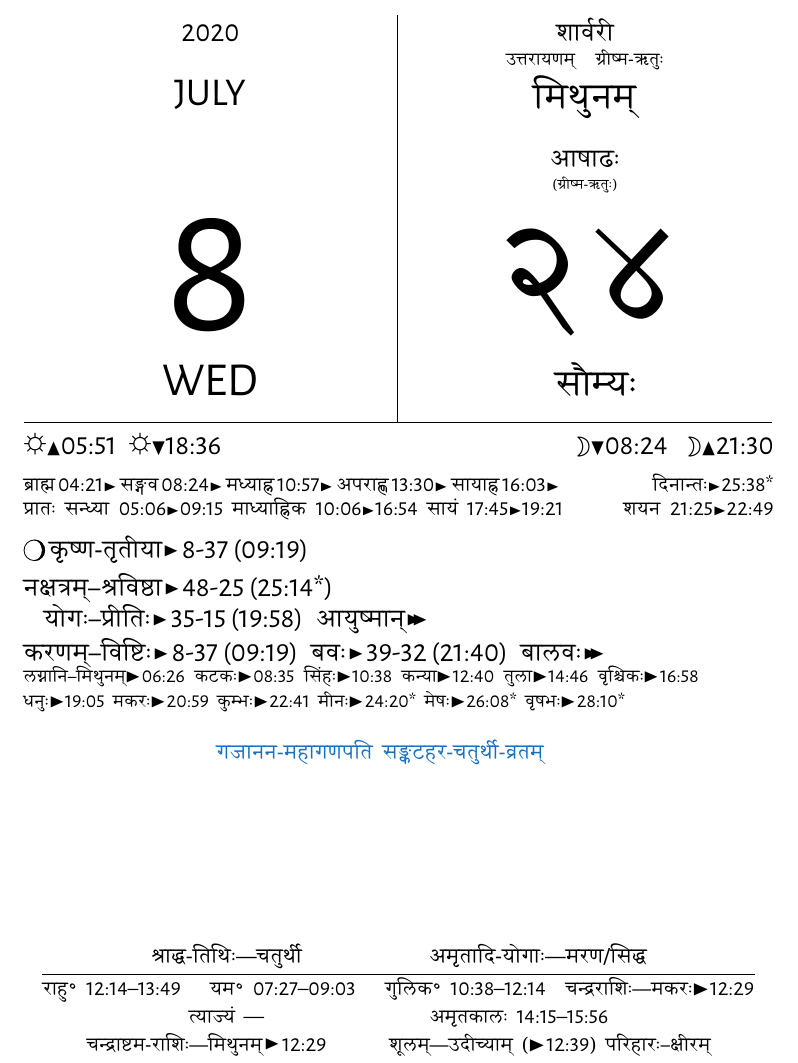 2020
JULY
8
WED
शार्वरी
उत्तरायणम् ग्रीष्म-ऋतुः
मिथुनम्
आषाढः
(ग्रीष्म-ऋतुः)
२४
सौम्यः
☼▲05:51 ☼▼18:36 ☽▼08:24 ☽▲21:30
ब्राह्म 04:21► सङ्गव 08:24► मध्याह्न 10:57► अपराह्ण 13:30► सायाह्न 16:03► दिनान्तः►25:38*
प्रातः सन्ध्या 05:06►09:15 माध्याह्निक 10:06►16:54 सायं 17:45►19:21 शयन 21:25►22:49
कृष्ण-तृतीया► 8-37 (09:19)
नक्षत्रम्–श्रविष्ठा► 48-25 (25:14*)
योगः–प्रीतिः► 35-15 (19:58) आयुष्मान्►►
करणम्–विष्टिः► 8-37 (09:19) बवः► 39-32 (21:40) बालवः►►
लग्नानि–मिथुनम्►06:26 कटकः►08:35 सिंहः►10:38 कन्या►12:40 तुला►14:46 वृश्चिकः►16:58
धनुः►19:05 मकरः►20:59 कुम्भः►22:41 मीनः►24:20* मेषः►26:08* वृषभः►28:10*
गजानन-महागणपति सङ्कटहर-चतुर्थी-व्रतम्
श्राद्ध-तिथिः—चतुर्थी अमृतादि-योगाः—मरण/सिद्ध
राहु° 12:14–13:49 यम° 07:27–09:03 गुलिक° 10:38–12:14 चन्द्रराशिः—मकरः►12:29
त्याज्यं — अमृतकालः 14:15–15:56
चन्द्राष्टम-राशिः—मिथुनम्►12:29 शूलम्—उदीच्याम् (►12:39) परिहारः–क्षीरम्